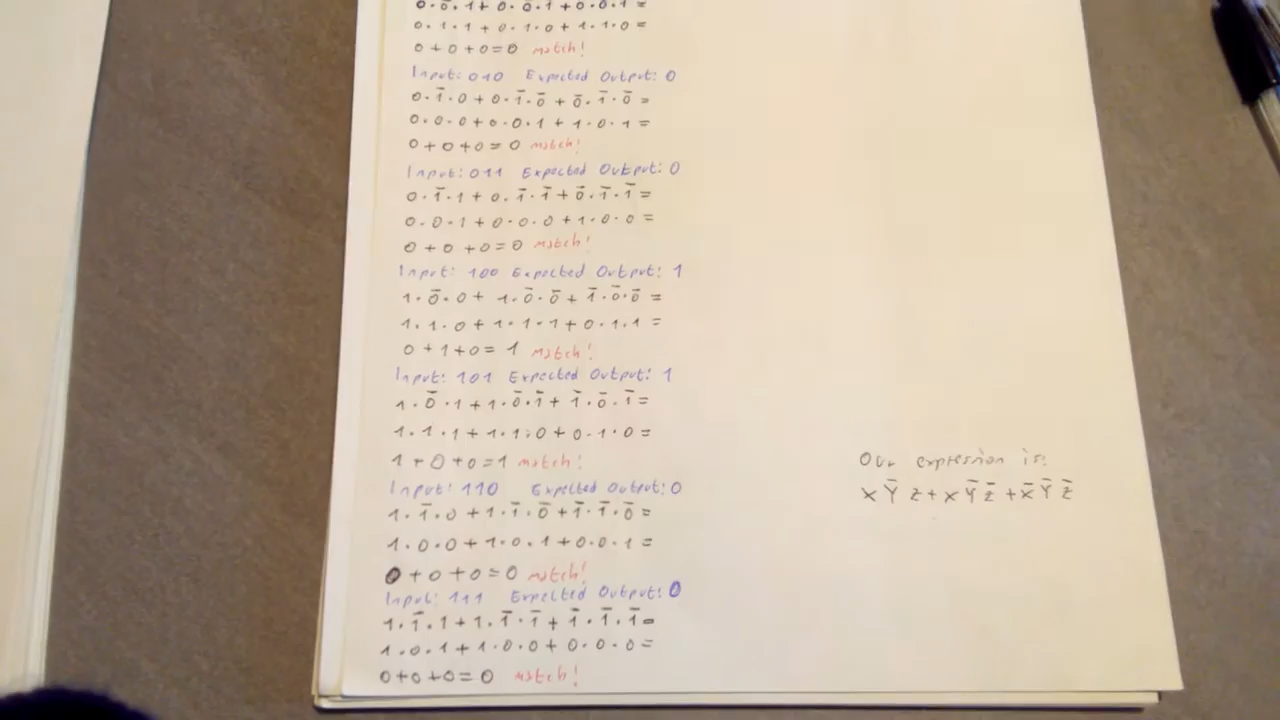 0·0̅·1+0·0̅·1̅+0̅·0̅·1̅=
0·1·1+0·1·0+1·1·0=
0+0+0=0 match!
Input: 010 Expected Output: 0
0·1̅·0+0·1̅·0̅+0̅·1̅·0̅=
0·0·0+0·0·1+1·0·1=
0+0+0=0 match!
Input: 011 Expected Output: 0
0·1̅·1+0·1̅·1̅+0̅·1̅·1̅=
0·0·1+0·0·0+1·0·0=
0+0+0=0 match!
Input: 100 Expected Output: 1
1·0̅·0+1·0̅·0̅+1̅·0̅·0̅=
1·1·0+1·1·1+0·1·1=
0+1+0=1 match!
Input: 101 Expected Output: 1
1·0̅·1+1·0̅·1̅+1̅·0̅·1̅=
1·1·1+1·1·0+0·1·0=
1+0+0=1 match!
Input: 110 Expected Output: 0
1·1̅·0+1·1̅·0̅+1̅·1̅·0̅=
1·0·0+1·0·1+0·0·1=
0+0+0=0 match!
Input: 111 Expected Output: 0
1·1̅·1+1·1̅·1̅+1̅·1̅·1̅=
1·0·1+1·0·0+0·0·0=
0+0+0=0 match!
Our expression is:
xY̅z+xY̅z̅+x̅Y̅z̅